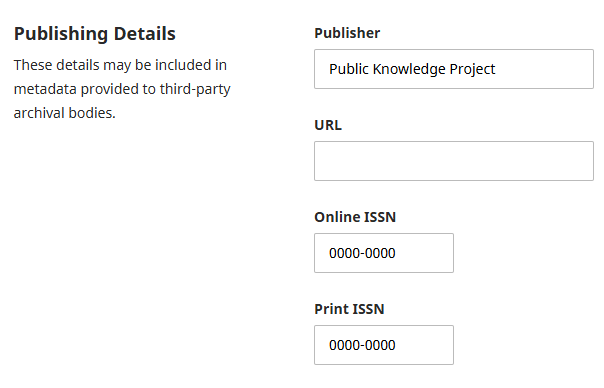 Publishing Details
These details may be included in
metadata provided to third-party
archival bodies.
Publisher
Public Knowledge Project
URL
Online ISSN
0000-0000
Print ISSN
0000-0000